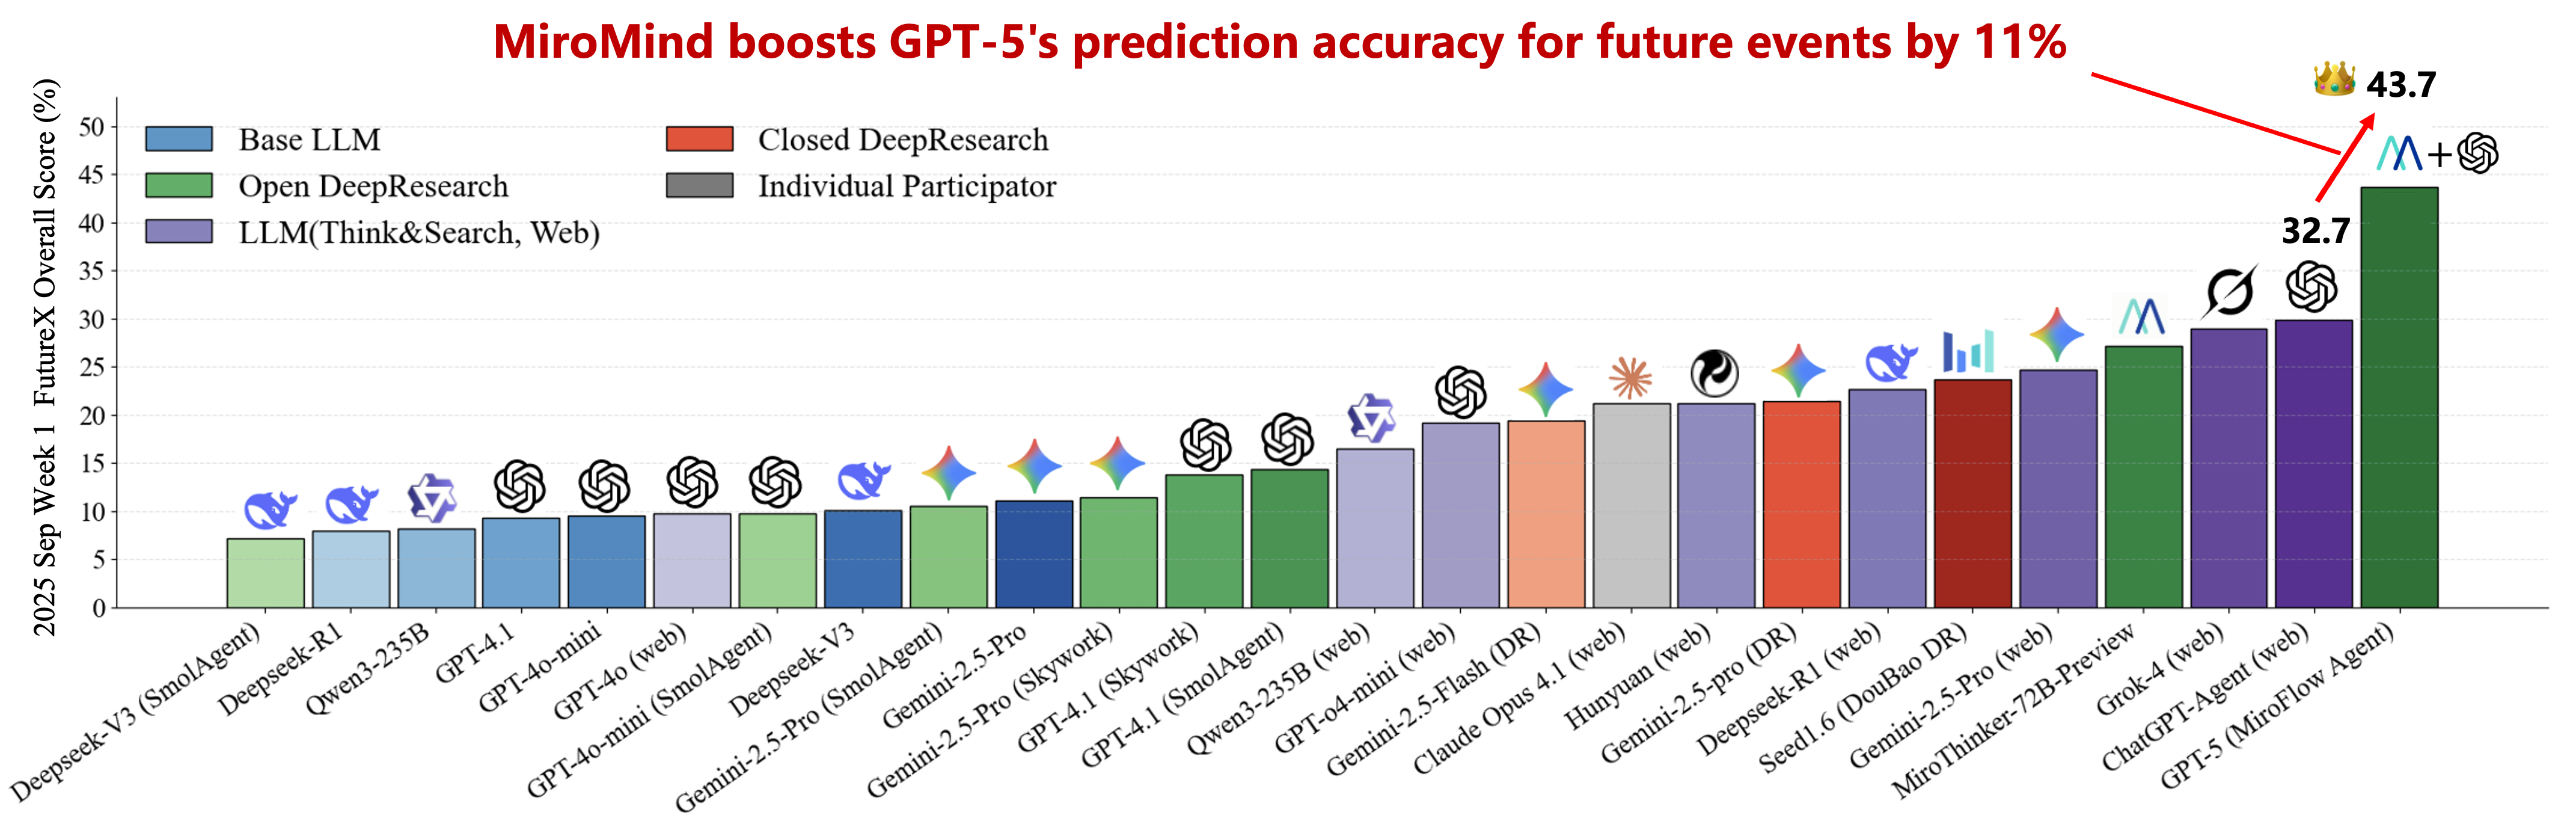 MiroMind boosts GPT-5's prediction accuracy for future events by 11%
43.7
32.7
+
2025 Sep Week 1 FutureX Overall Score (%)
50
45
40
35
30
25
20
15
10
5
0
Base LLM
Open DeepResearch
LLM(Think&Search, Web)
Closed DeepResearch
Individual Participator
Deepseek-V3 (SmolAgent)
Deepseek-R1
Qwen3-235B
GPT-4.1
GPT-4o-mini
GPT-4o (web)
GPT-4o-mini (SmolAgent)
Deepseek-V3
Gemini-2.5-Pro (SmolAgent)
Gemini-2.5-Pro
Gemini-2.5-Pro (Skywork)
GPT-4.1 (Skywork)
GPT-4.1 (SmolAgent)
Qwen3-235B (web)
GPT-o4-mini (web)
Gemini-2.5-Flash (DR)
Claude Opus 4.1 (web)
Hunyuan (web)
Gemini-2.5-pro (DR)
Deepseek-R1 (web)
Seed1.6 (DouBao DR)
Gemini-2.5-Pro (web)
MiroThinker-72B-Preview
Grok-4 (web)
ChatGPT-Agent (web)
GPT-5 (MiroFlow Agent)